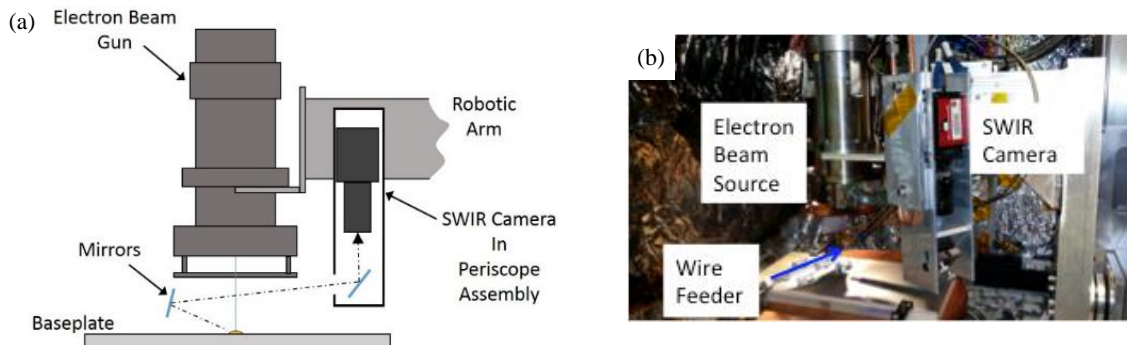 (a)
Electron Beam
Gun
Robotic
Arm
SWIR Camera
In
Periscope
Assembly
Mirrors
Baseplate
(b)
Electron
Beam
Source
SWIR
Camera
Wire
Feeder